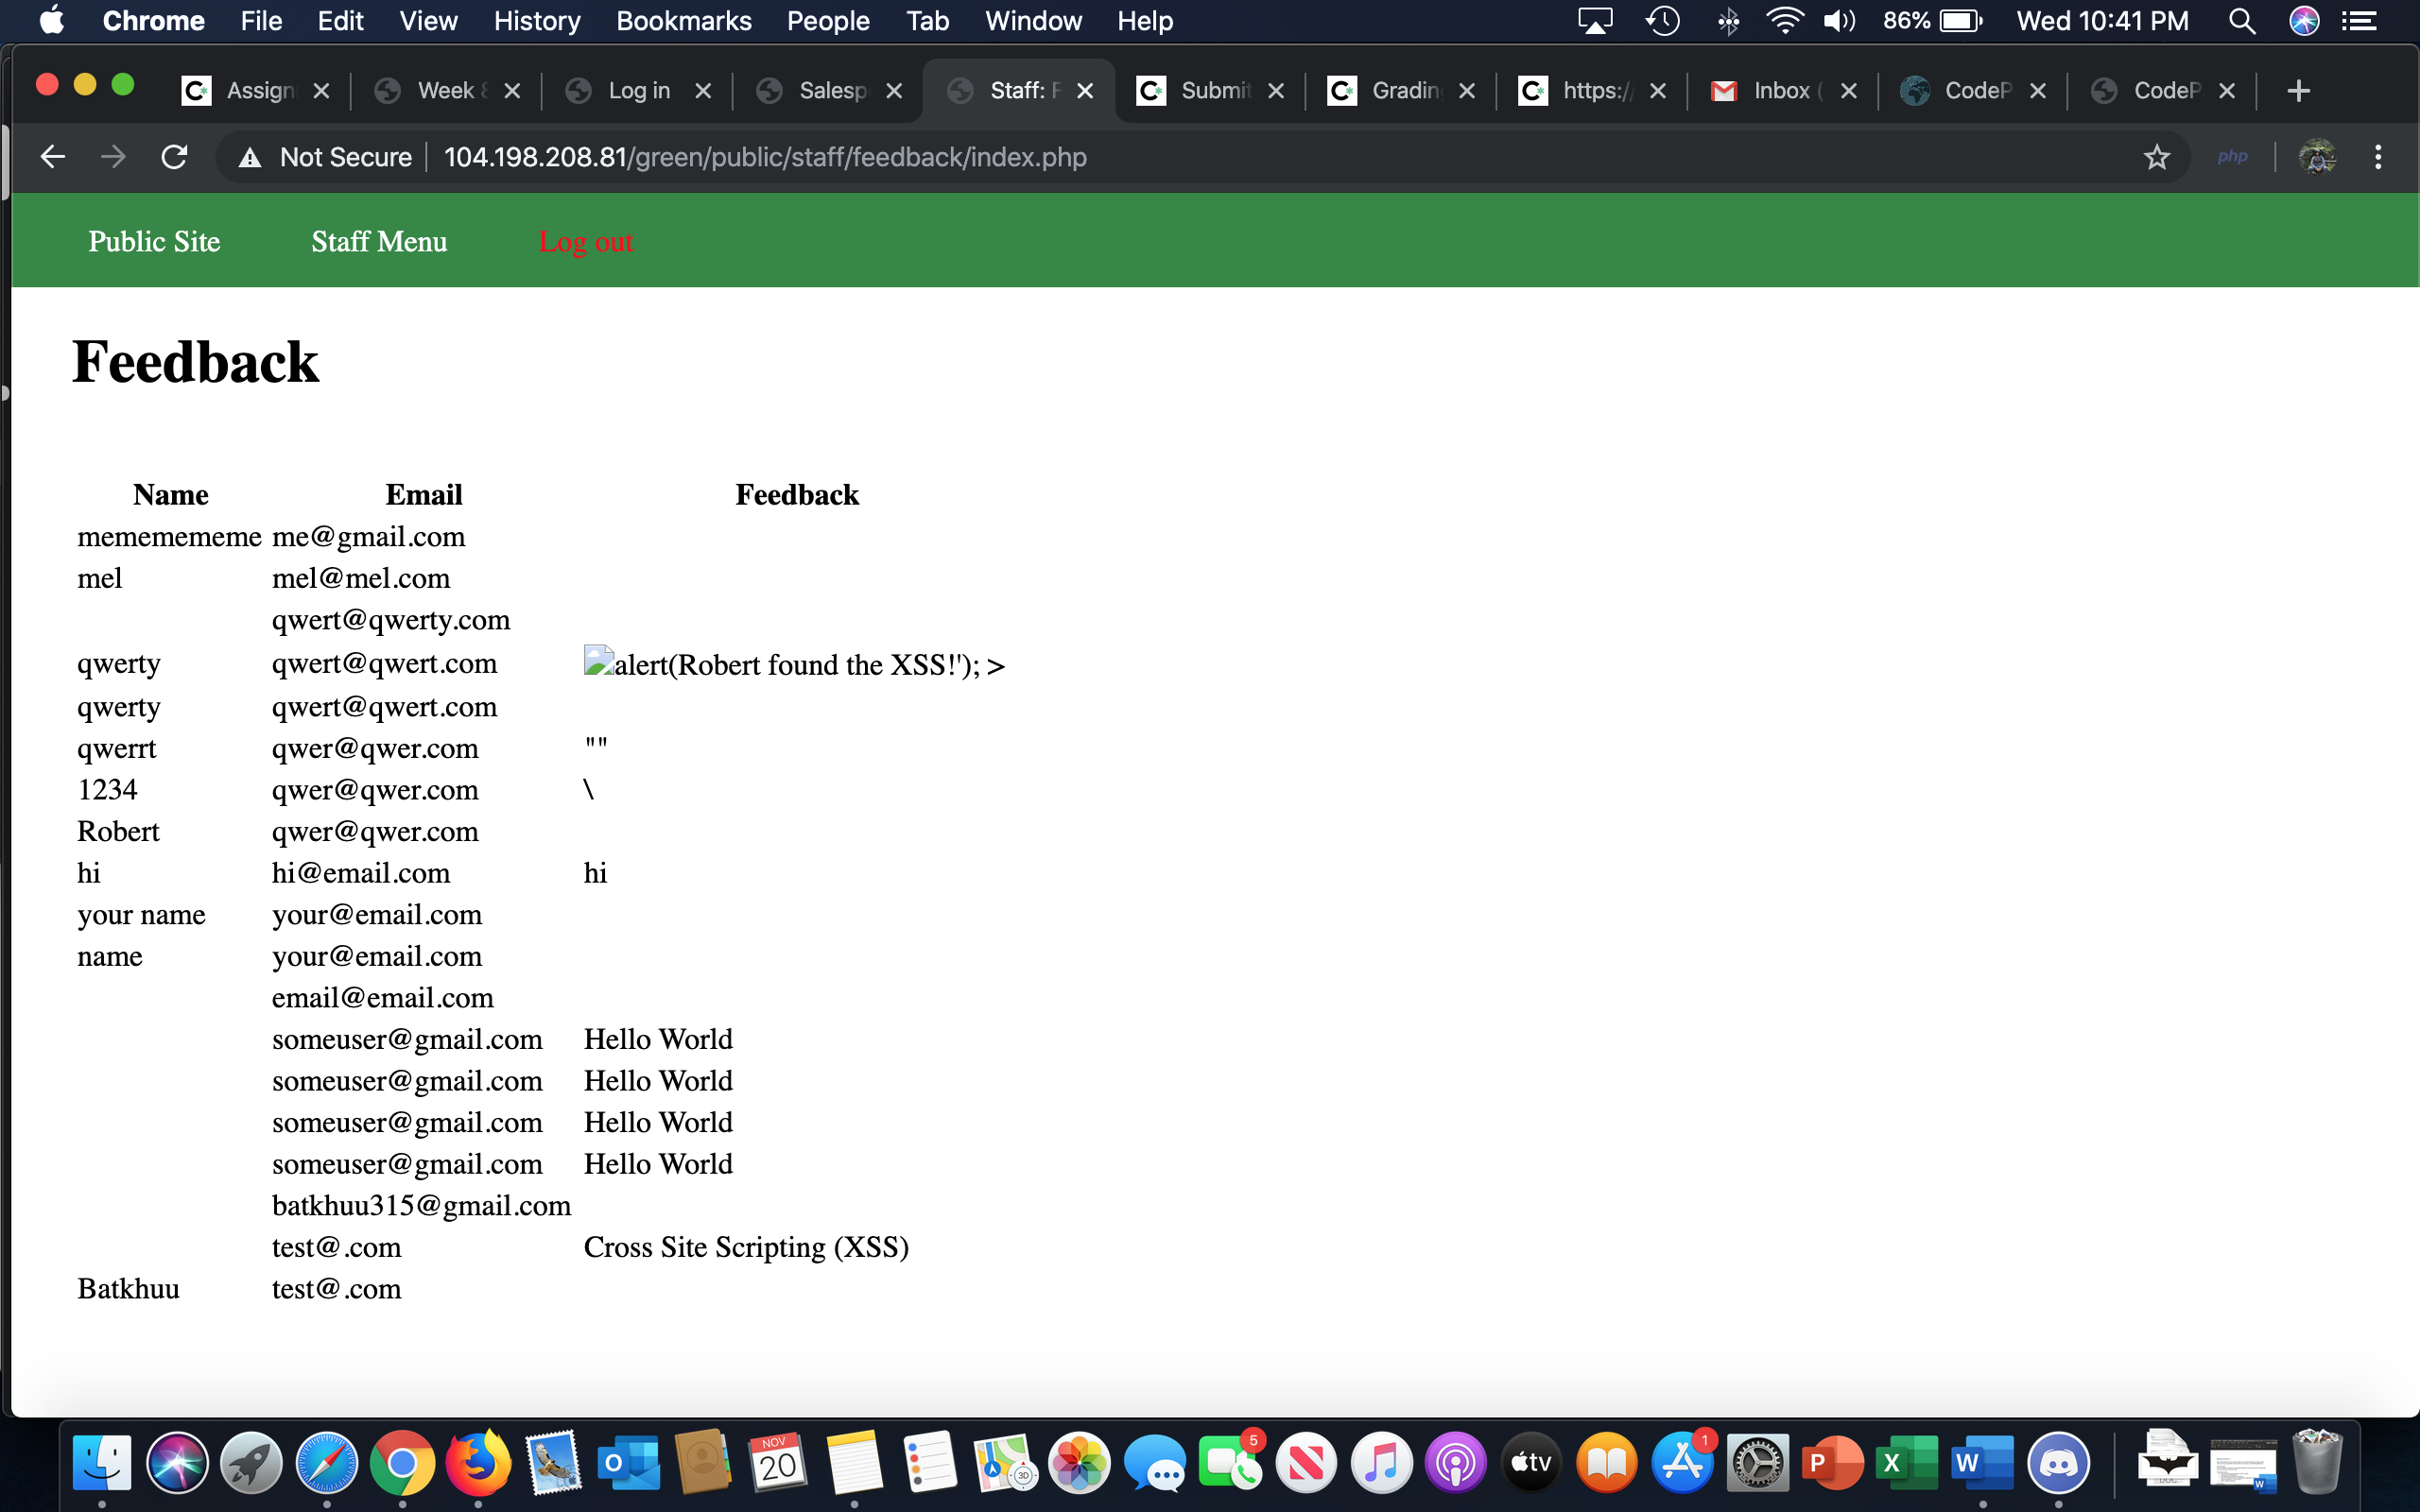 Chrome File Edit View History Bookmarks People Tab Window Help 86% Wed 10:41 PM
Assign Week 8 Log in Salesp Staff: F Submit Grading https:/ Inbox ( CodeP CodeP
Not Secure 104.198.208.81/green/public/staff/feedback/index.php php
Public Site Staff Menu Log out
Feedback
Name Email Feedback
mememememe me@gmail.com
mel mel@mel.com
qwert@qwerty.com
qwerty qwert@qwert.com alert(Robert found the XSS!'); >
qwerty qwert@qwert.com
qwerrt qwer@qwer.com ""
1234 qwer@qwer.com \
Robert qwer@qwer.com
hi hi@email.com hi
your name your@email.com
name your@email.com
email@email.com
someuser@gmail.com Hello World
someuser@gmail.com Hello World
someuser@gmail.com Hello World
someuser@gmail.com Hello World
batkhuu315@gmail.com
test@.com Cross Site Scripting (XSS)
Batkhuu test@.com
NOV 20 3D 5 tv 1 P X W